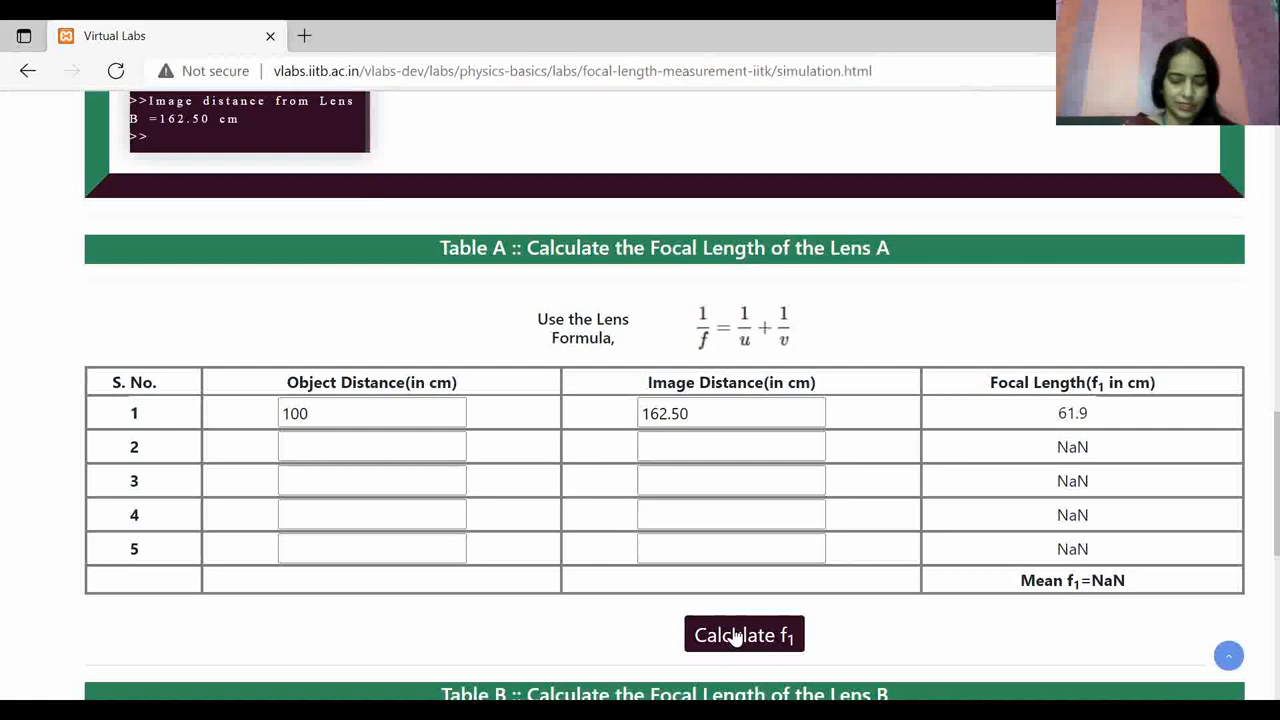 Virtual Labs
Not secure
vlabs.iitb.ac.in/vlabs-dev/labs/physics-basics/labs/focal-length-measurement-iitk/simulation.html
>>Image distance from Lens
B =162.50 cm
>>
Table A :: Calculate the Focal Length of the Lens A
Use the Lens
Formula,
1/f = 1/u + 1/v
S. No. Object Distance(in cm) Image Distance(in cm) Focal Length(f₁ in cm)
1 100 162.50 61.9
2 NaN
3 NaN
4 NaN
5 NaN
Mean f₁=NaN
Calculate f₁
Table B :: Calculate the Focal Length of the Lens B